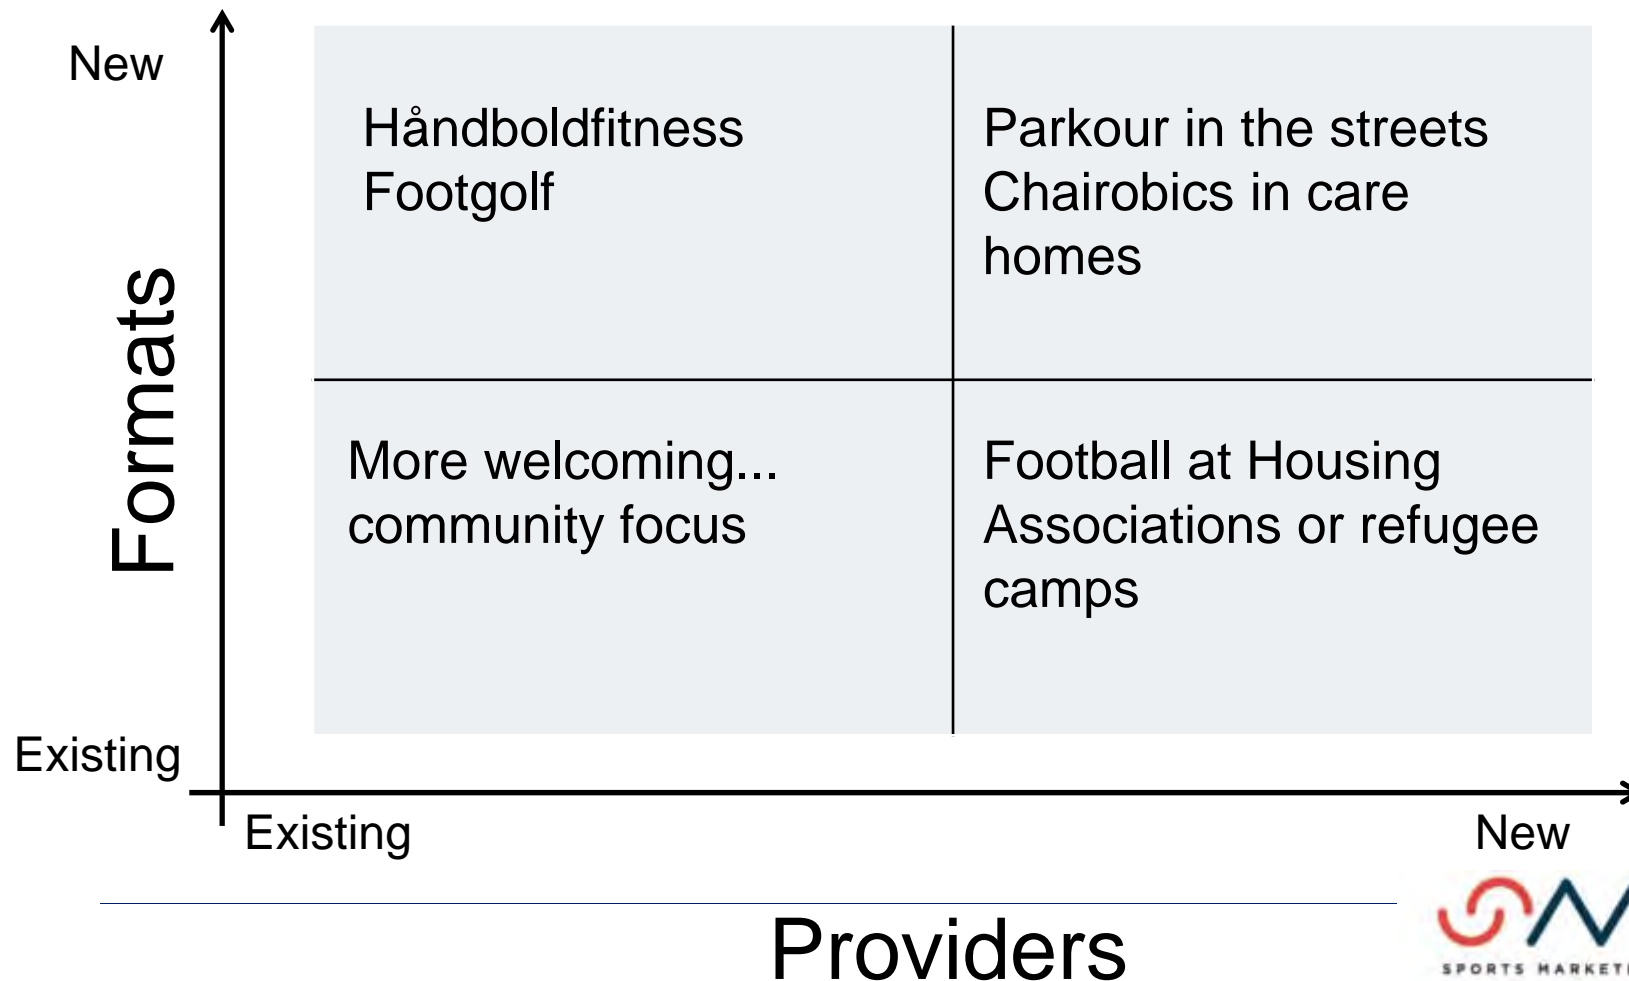 New
Håndboldfitness
Footgolf
Parkour in the streets
Chairobics in care
homes
Formats
More welcoming...
community focus
Football at Housing
Associations or refugee
camps
Existing
Existing
New
Providers
SPORTS